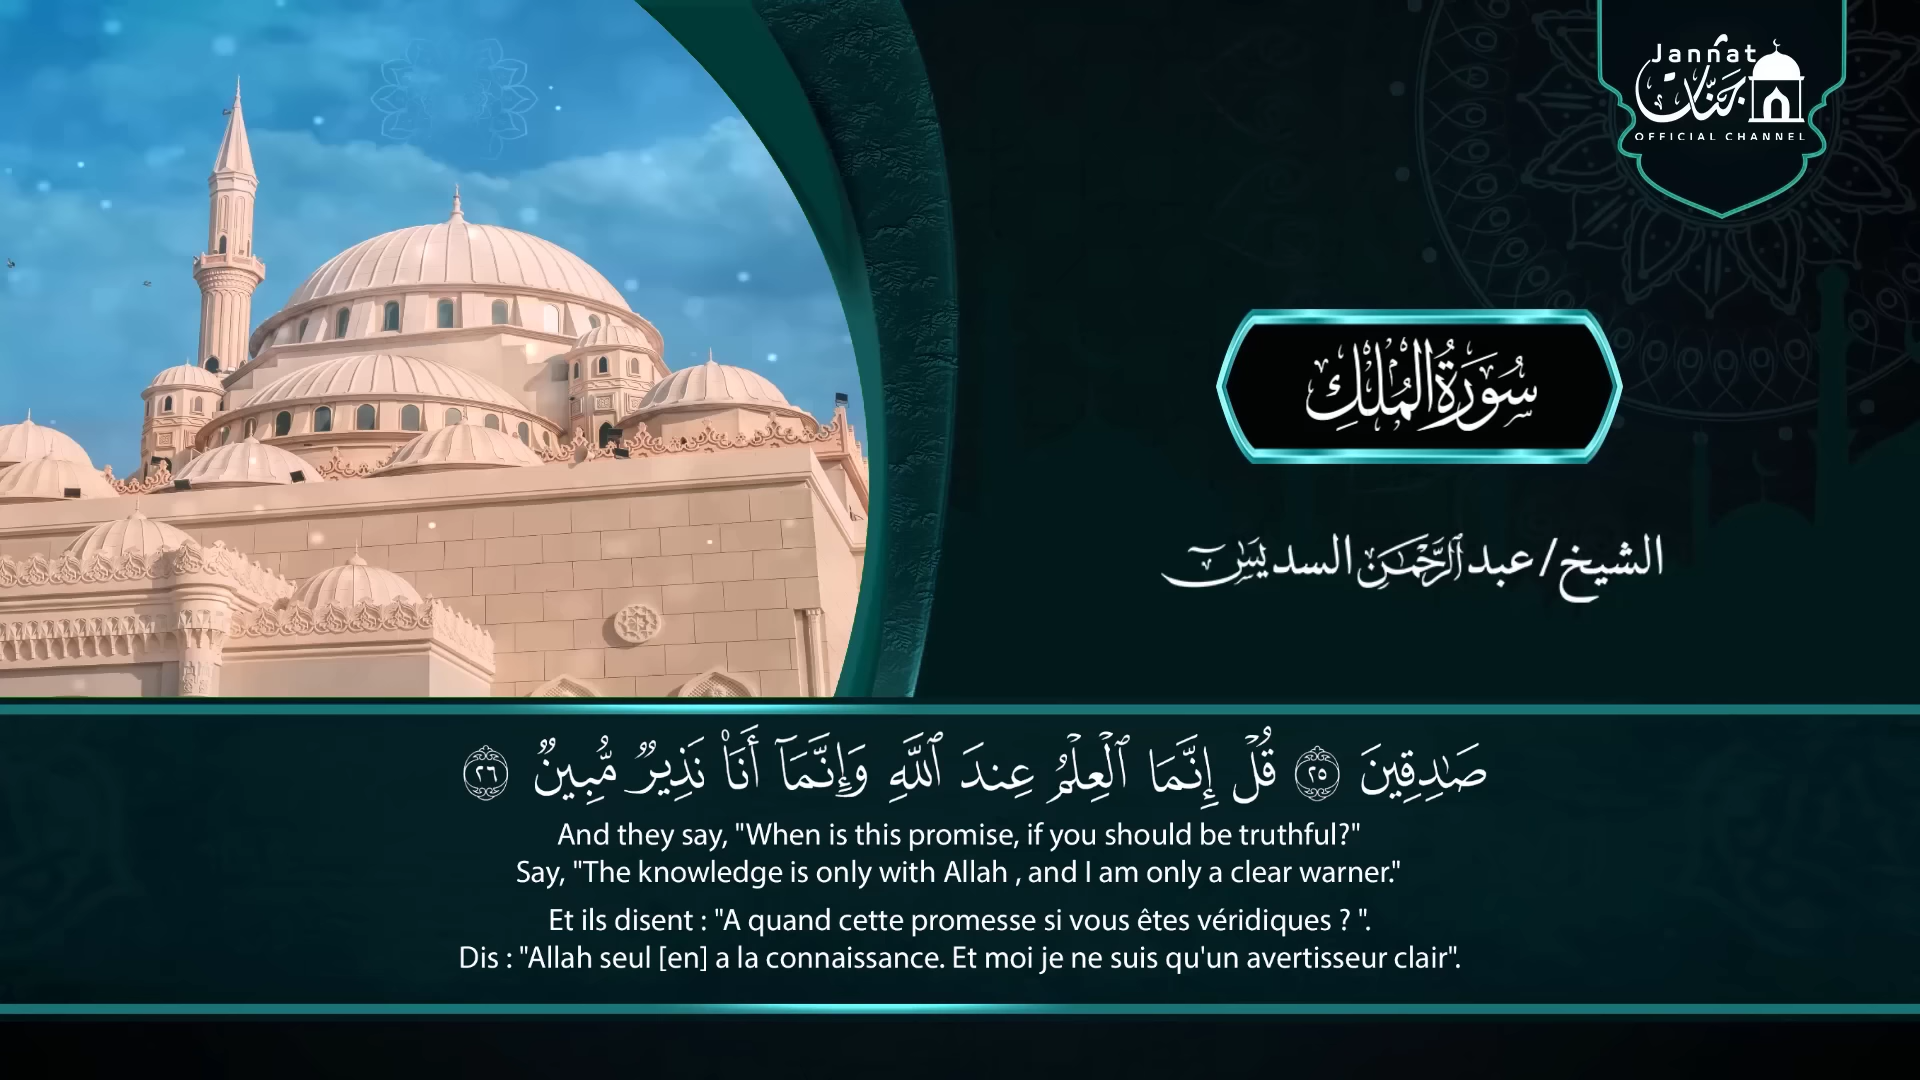 Jannat
جنات
OFFICIAL CHANNEL
سُورَةُ الْمُلْكِ
الشيخ / عبد الرَّحْمَٰن السديس
صَٰدِقِينَ ٢٥ قُلْ إِنَّمَا ٱلْعِلْمُ عِندَ ٱللَّهِ وَإِنَّمَآ أَنَا۠ نَذِيرٌ مُّبِينٌ ٢٦
And they say, "When is this promise, if you should be truthful?"
Say, "The knowledge is only with Allah , and I am only a clear warner."
Et ils disent : "A quand cette promesse si vous êtes véridiques ? ".
Dis : "Allah seul [en] a la connaissance. Et moi je ne suis qu'un avertisseur clair".